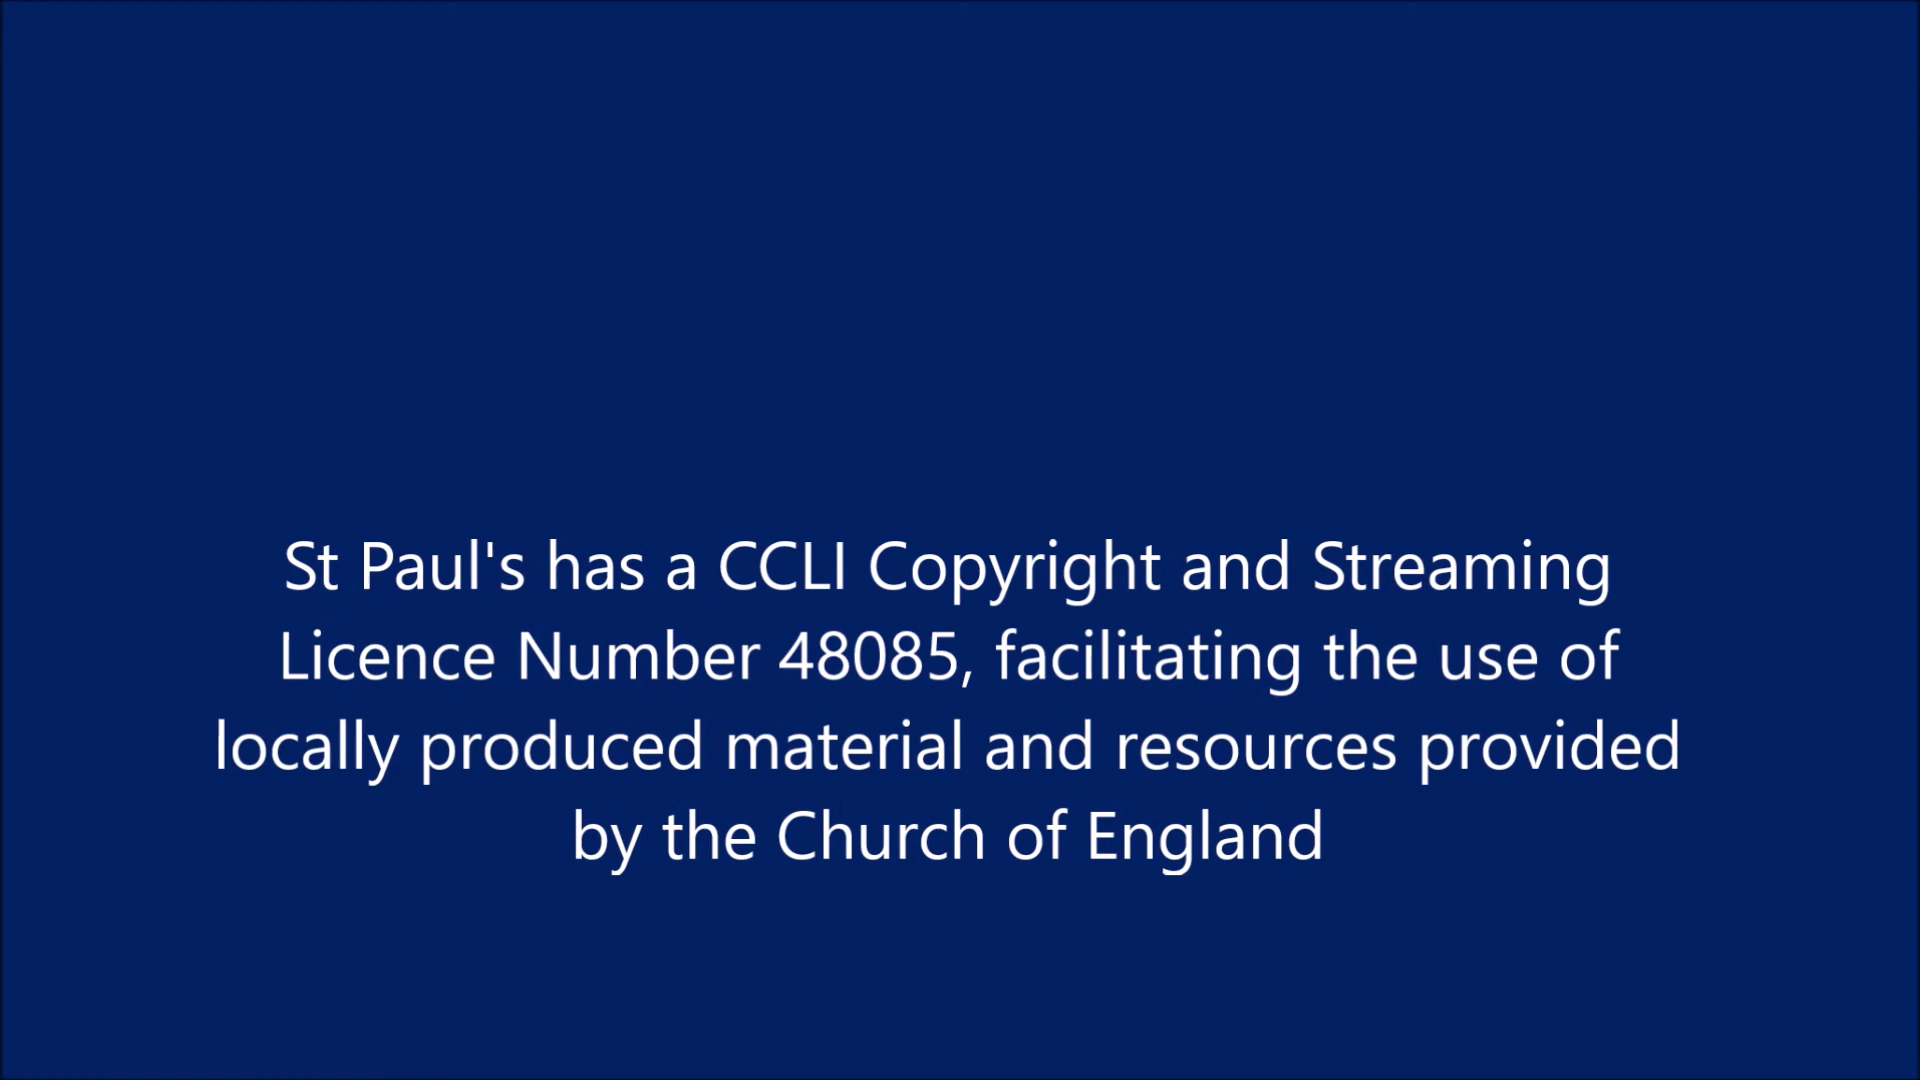 St Paul's has a CCLI Copyright and Streaming
Licence Number 48085, facilitating the use of
locally produced material and resources provided
by the Church of England